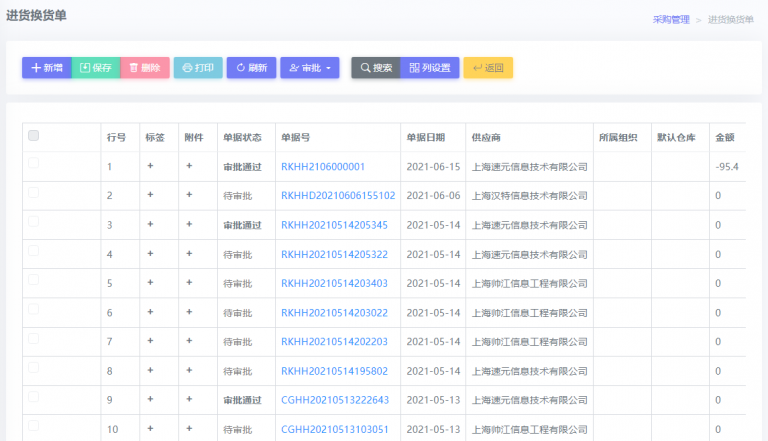 进货换货单
采购管理 > 进货换货单
新增 保存 删除 打印 刷新 审批 搜索 列设置 返回
行号 标签 附件 单据状态 单据号 单据日期 供应商 所属组织 默认仓库 金额
1 + + 审批通过 RKHH2106000001 2021-06-15 上海速元信息技术有限公司 -95.4
2 + + 待审批 RKHHD20210606155102 2021-06-06 上海汉特信息技术有限公司 0
3 + + 审批通过 RKHH20210514205345 2021-05-14 上海速元信息技术有限公司 0
4 + + 待审批 RKHH20210514205322 2021-05-14 上海速元信息技术有限公司 0
5 + + 待审批 RKHH20210514203403 2021-05-14 上海帅江信息工程有限公司 0
6 + + 待审批 RKHH20210514203022 2021-05-14 上海帅江信息工程有限公司 0
7 + + 待审批 RKHH20210514202203 2021-05-14 上海帅江信息工程有限公司 0
8 + + 待审批 RKHH20210514195802 2021-05-14 上海速元信息技术有限公司 0
9 + + 审批通过 CGHH20210513222643 2021-05-13 上海速元信息技术有限公司 0
10 + + 待审批 CGHH20210513103051 2021-05-13 上海帅江信息工程有限公司 0